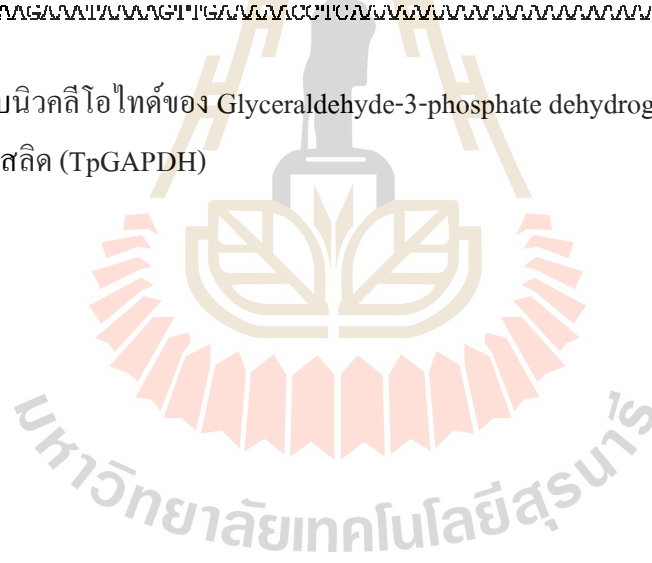 บนิวคลีโอไทด์ของ Glyceraldehyde-3-phosphate dehydrog
สลิด (TpGAPDH)
มหาวิทยาลัยเทคโนโลยีสุรนารี